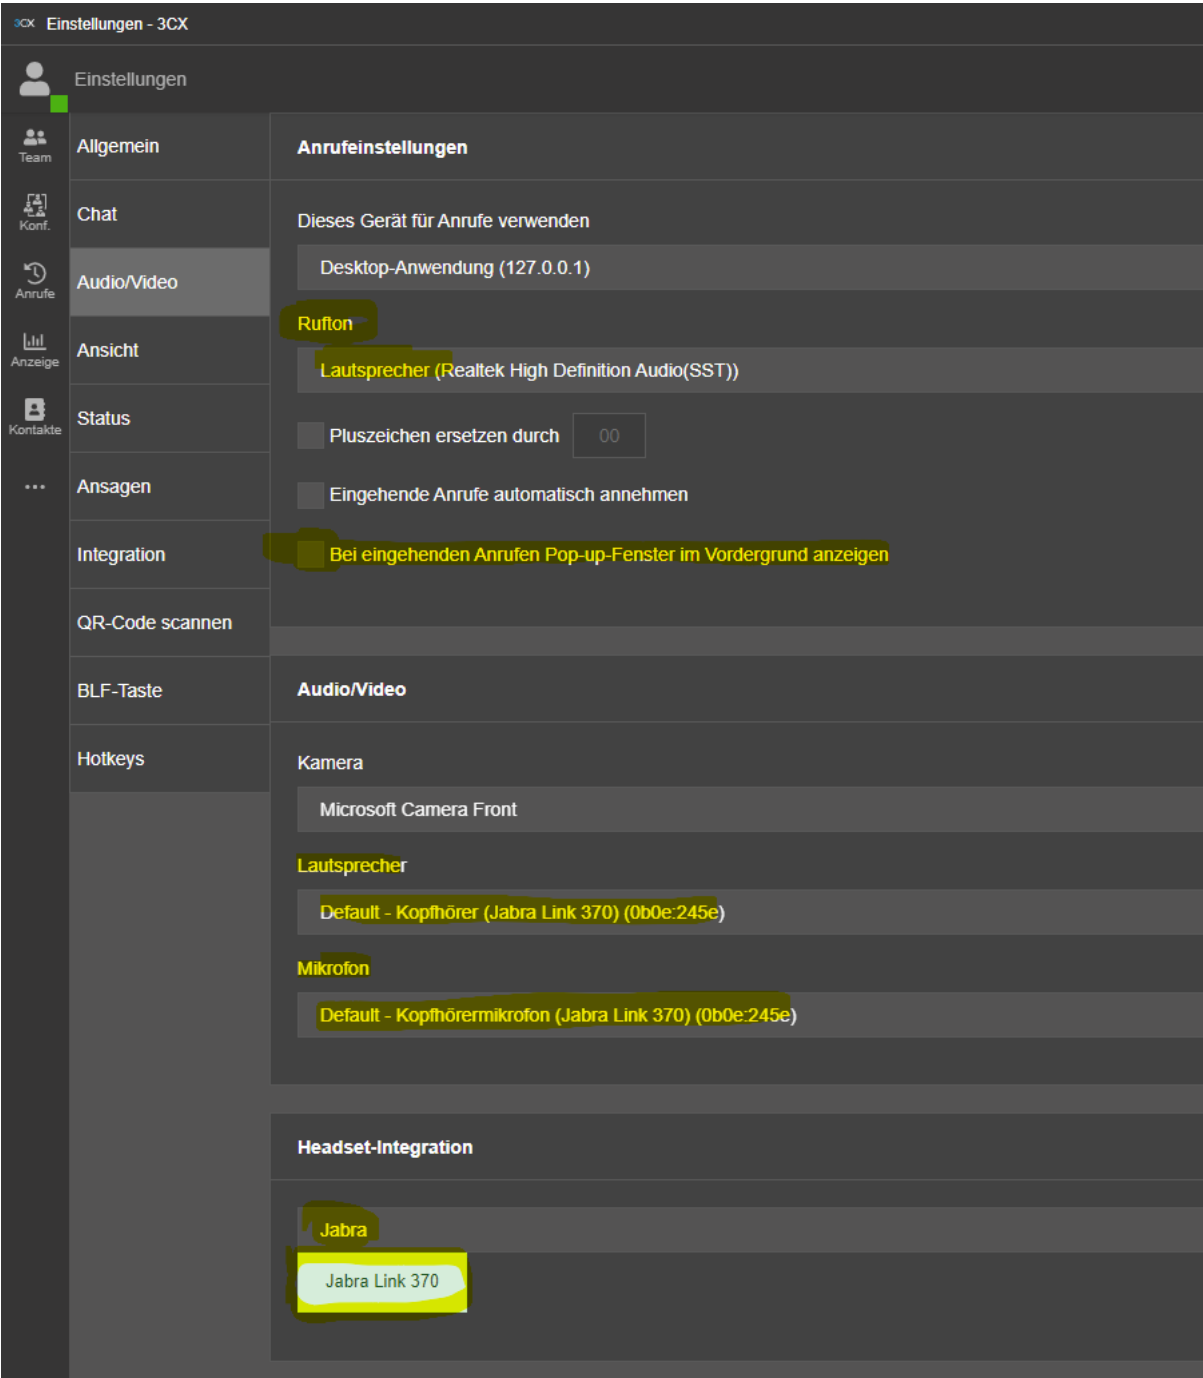 3CX Einstellungen - 3CX
Einstellungen
Team
Konf.
Anrufe
Anzeige
Kontakte
...
Allgemein
Chat
Audio/Video
Ansicht
Status
Ansagen
Integration
QR-Code scannen
BLF-Taste
Hotkeys
Anrufeinstellungen
Dieses Gerät für Anrufe verwenden
Desktop-Anwendung (127.0.0.1)
Rufton
Lautsprecher (Realtek High Definition Audio(SST))
Pluszeichen ersetzen durch 00
Eingehende Anrufe automatisch annehmen
Bei eingehenden Anrufen Pop-up-Fenster im Vordergrund anzeigen
Audio/Video
Kamera
Microsoft Camera Front
Lautsprecher
Default - Kopfhörer (Jabra Link 370) (0b0e:245e)
Mikrofon
Default - Kopfhörermikrofon (Jabra Link 370) (0b0e:245e)
Headset-Integration
Jabra
Jabra Link 370